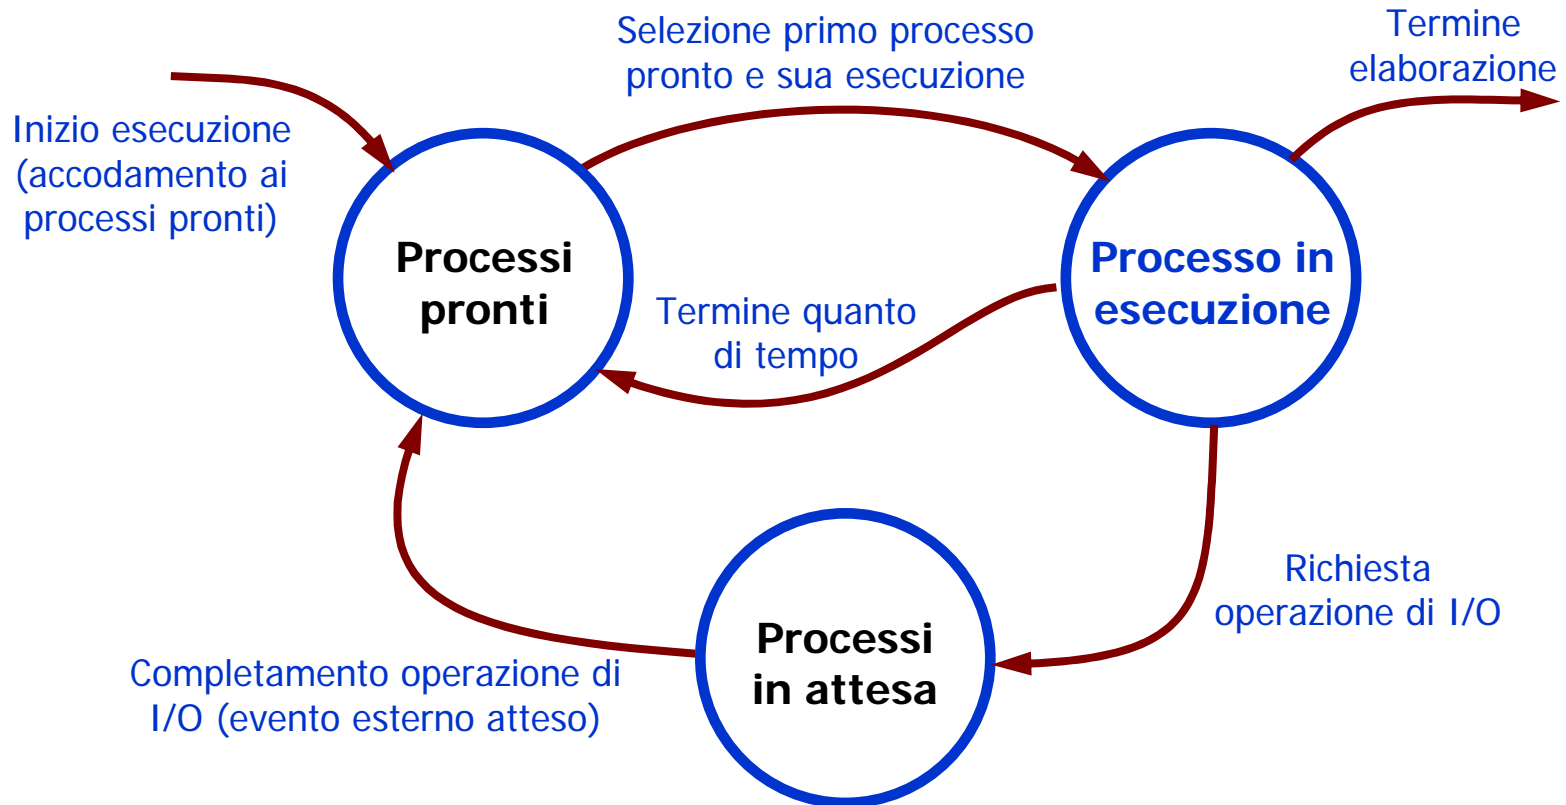 Selezione primo processo
pronto e sua esecuzione
Termine
elaborazione
Inizio esecuzione
(accodamento ai
processi pronti)
Processi
pronti
Termine quanto
di tempo
Processo in
esecuzione
Richiesta
operazione di I/O
Processi
in attesa
Completamento operazione di
I/O (evento esterno atteso)